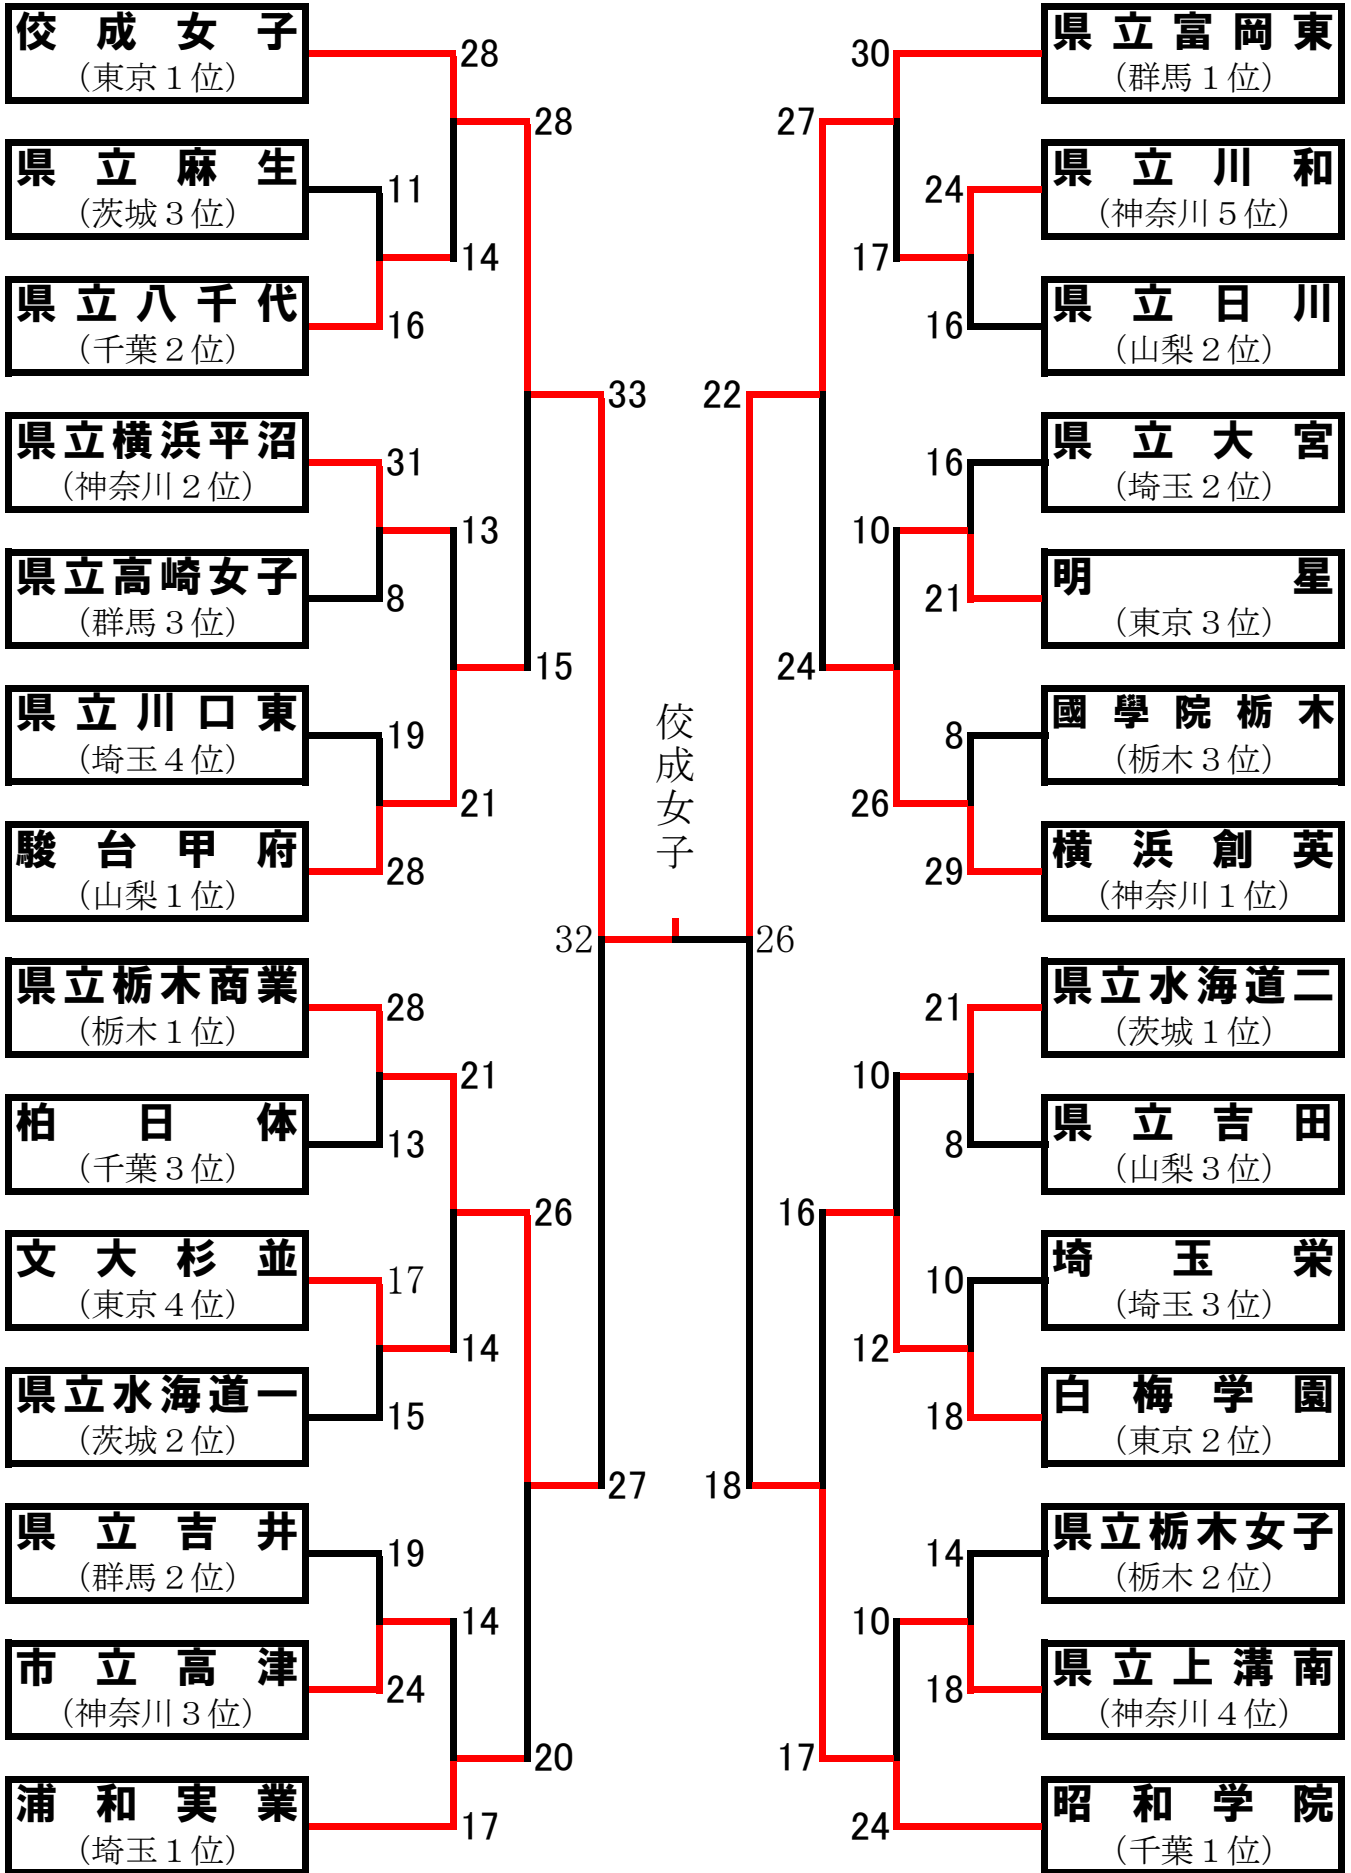 佼成女子
(東京１位)
28
県立麻生
(茨城３位)
11
県立八千代
(千葉２位)
16
14
28
県立横浜平沼
(神奈川２位)
31
県立高崎女子
(群馬３位)
8
13
県立川口東
(埼玉４位)
19
駿台甲府
(山梨１位)
28
21
15
33
県立栃木商業
(栃木１位)
28
柏日体
(千葉３位)
13
21
文大杉並
(東京４位)
17
県立水海道一
(茨城２位)
15
14
26
県立吉井
(群馬２位)
19
市立高津
(神奈川３位)
24
14
浦和実業
(埼玉１位)
17
20
27
32
佼成女子
26
県立富岡東
(群馬１位)
30
県立川和
(神奈川５位)
24
県立日川
(山梨２位)
16
17
27
県立大宮
(埼玉２位)
16
明星
(東京３位)
21
10
國學院栃木
(栃木３位)
8
横浜創英
(神奈川１位)
29
26
24
22
県立水海道二
(茨城１位)
21
県立吉田
(山梨３位)
8
10
埼玉栄
(埼玉３位)
10
白梅学園
(東京２位)
18
12
16
県立栃木女子
(栃木２位)
14
県立上溝南
(神奈川４位)
18
10
昭和学院
(千葉１位)
24
17
18